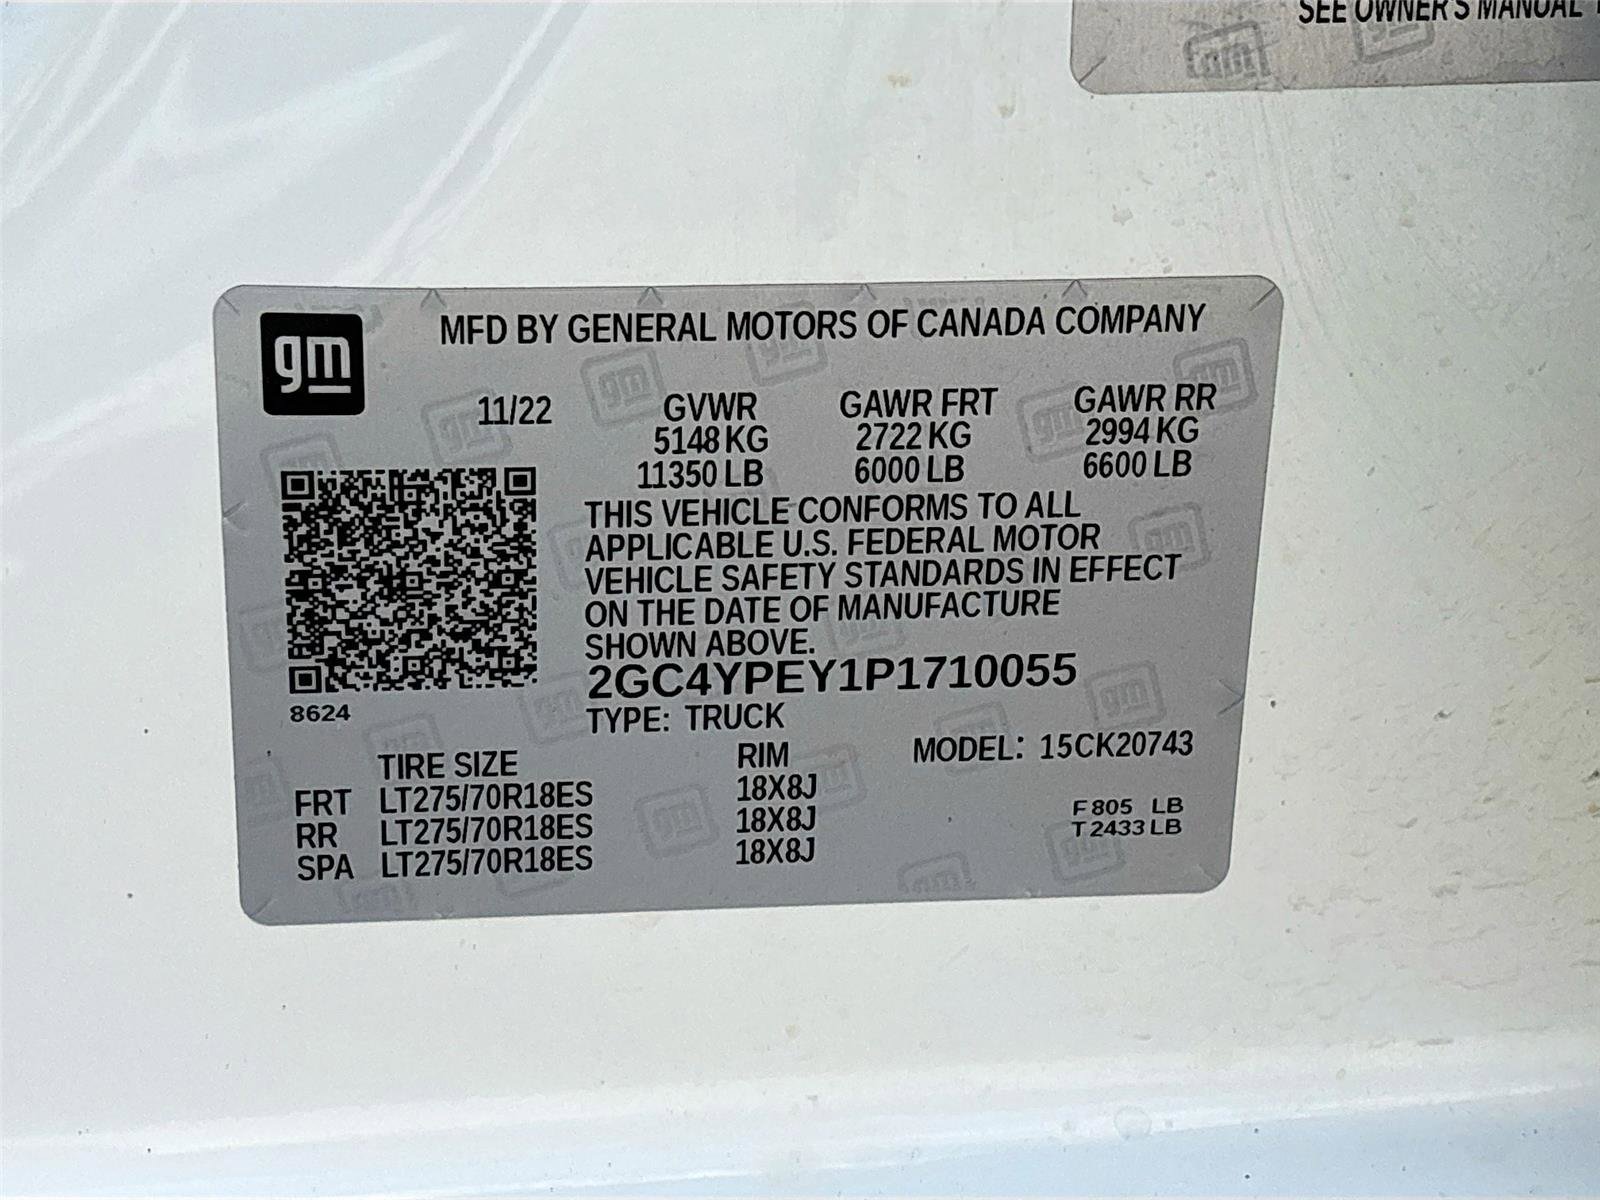 SEE OWNER'S MANUAL
gm
MFD BY GENERAL MOTORS OF CANADA COMPANY
11/22 GVWR GAWR FRT GAWR RR
5148 KG 2722 KG 2994 KG
11350 LB 6000 LB 6600 LB
THIS VEHICLE CONFORMS TO ALL
APPLICABLE U.S. FEDERAL MOTOR
VEHICLE SAFETY STANDARDS IN EFFECT
ON THE DATE OF MANUFACTURE
SHOWN ABOVE.
2GC4YPEY1P1710055
8624
TYPE: TRUCK
TIRE SIZE RIM MODEL: 15CK20743
FRT LT275/70R18ES 18X8J
RR LT275/70R18ES 18X8J
SPA LT275/70R18ES 18X8J
F 805 LB
T 2433 LB